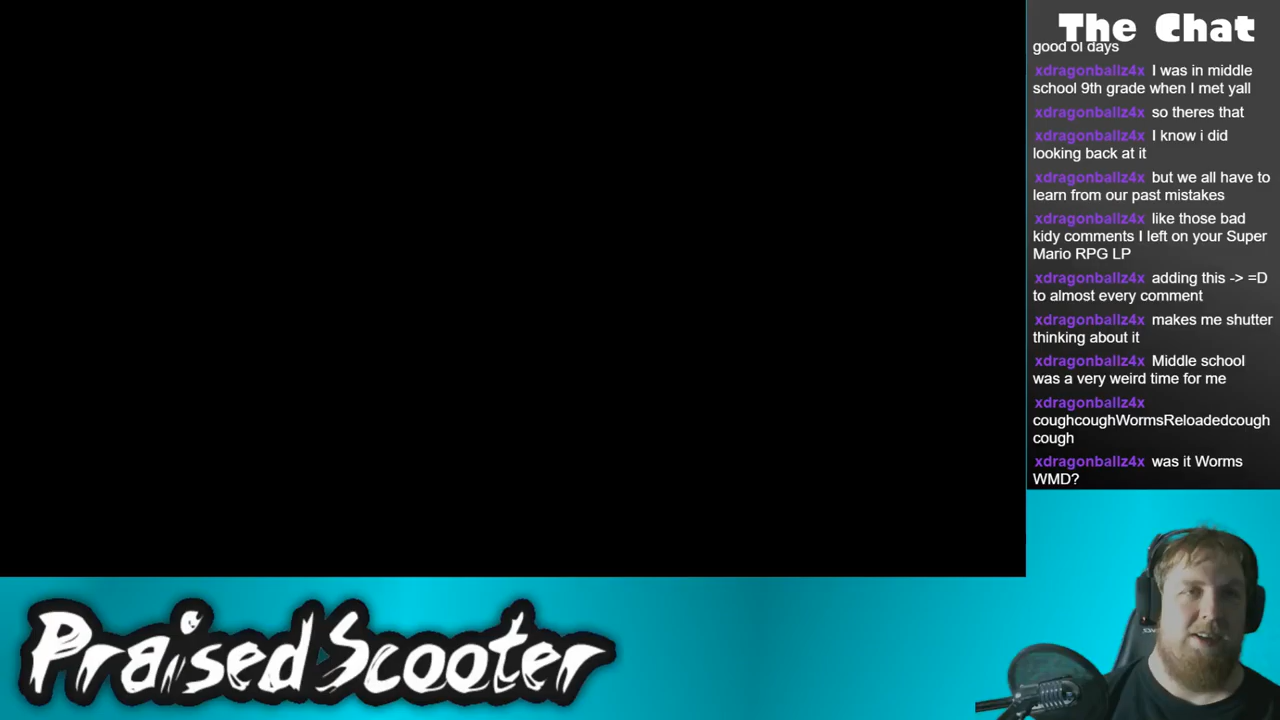 The Chat
good ol days
xdragonballz4x I was in middle
school 9th grade when I met yall
xdragonballz4x so theres that
xdragonballz4x I know i did
looking back at it
xdragonballz4x but we all have to
learn from our past mistakes
xdragonballz4x like those bad
kidy comments I left on your Super
Mario RPG LP
xdragonballz4x adding this -> =D
to almost every comment
xdragonballz4x makes me shutter
thinking about it
xdragonballz4x Middle school
was a very weird time for me
xdragonballz4x
coughcoughWormsReloadedcough
cough
xdragonballz4x was it Worms
WMD?
PraisedScooter